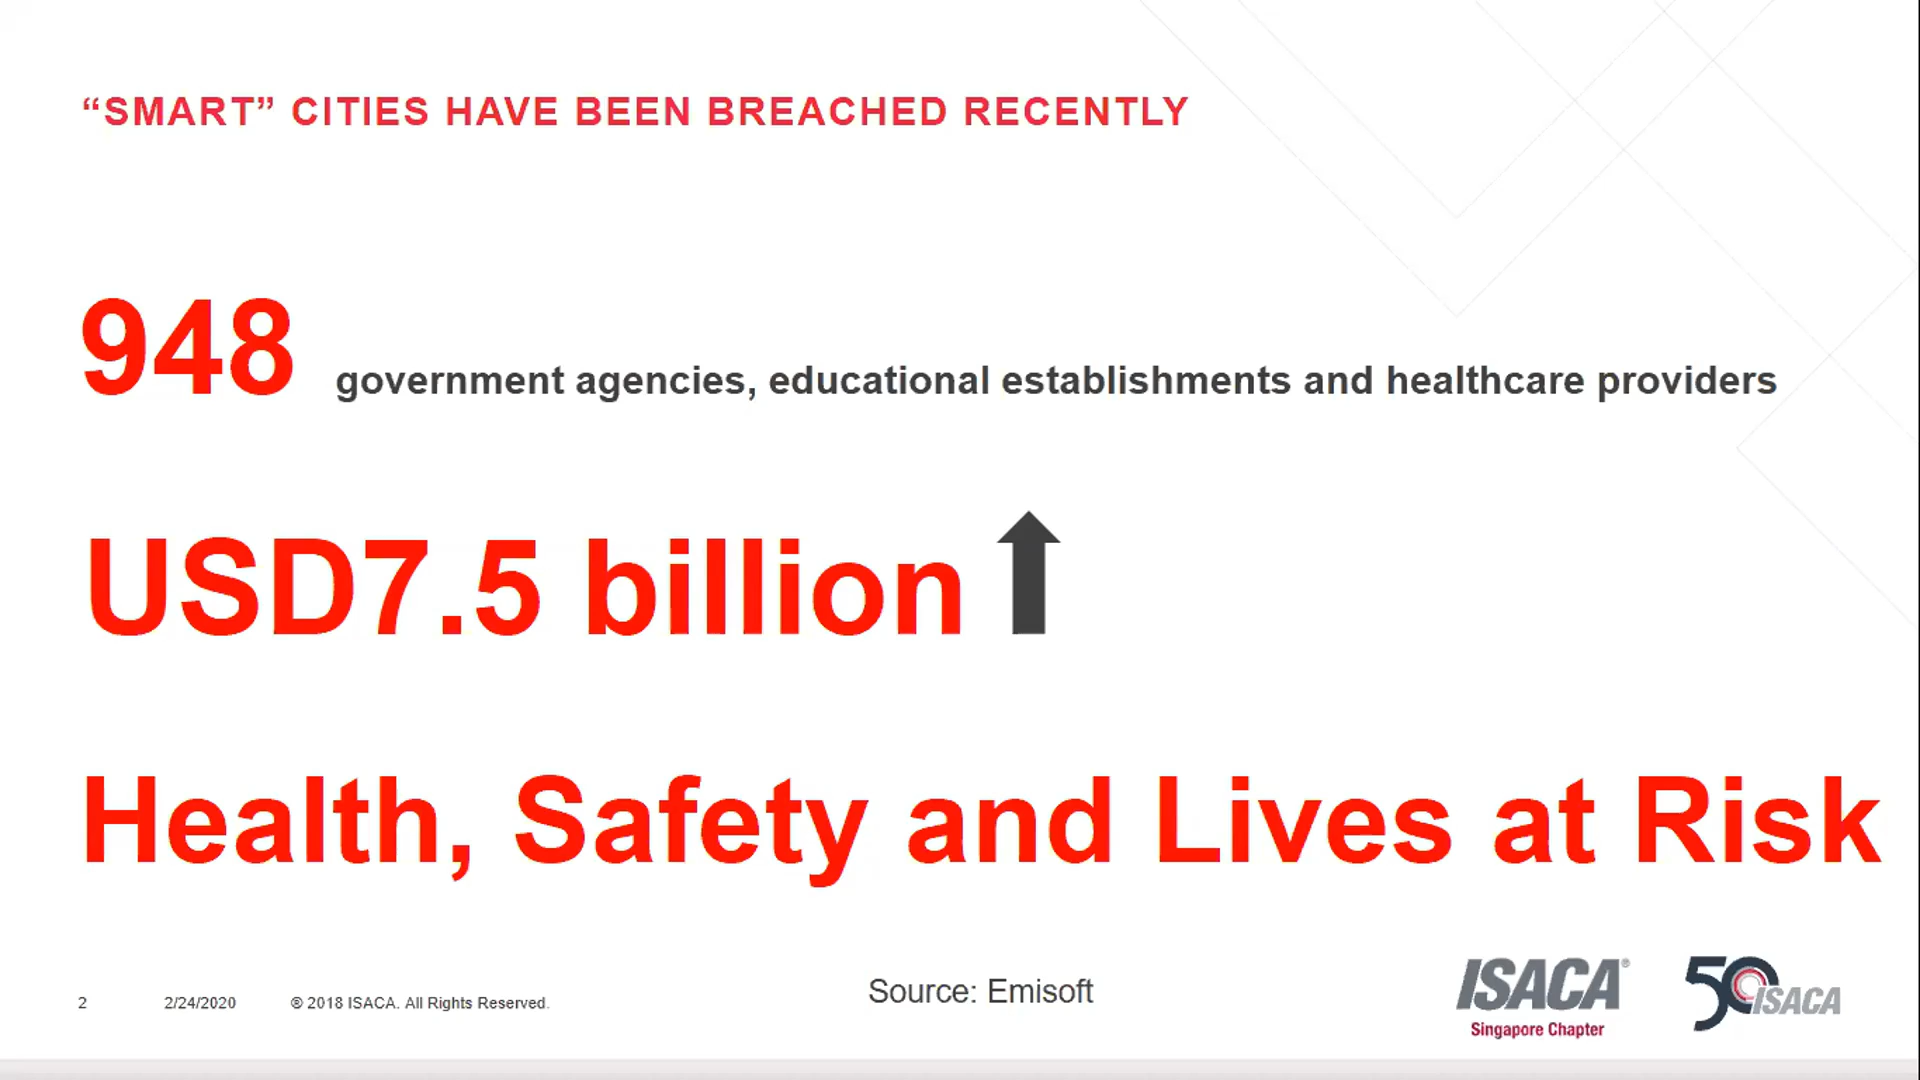 “SMART” CITIES HAVE BEEN BREACHED RECENTLY
948 government agencies, educational establishments and healthcare providers
USD7.5 billion
Health, Safety and Lives at Risk
Source: Emisoft
2 2/24/2020 © 2018 ISACA. All Rights Reserved.
ISACA®
Singapore Chapter
50 ISACA